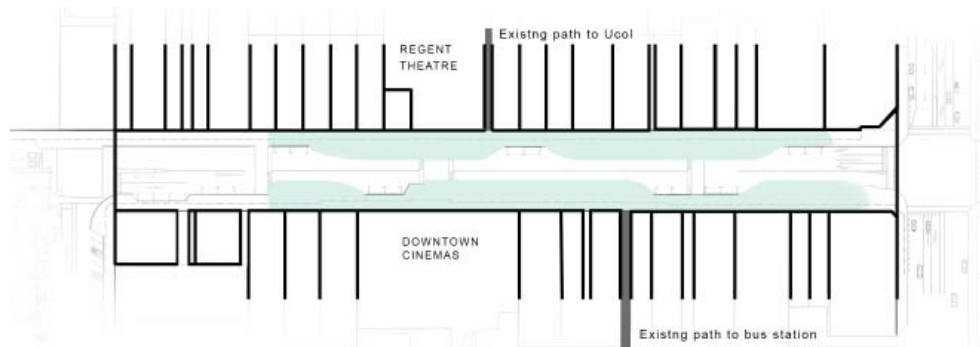 Existng path to Ucol
REGENT
THEATRE
DOWNTOWN
CINEMAS
Existng path to bus station